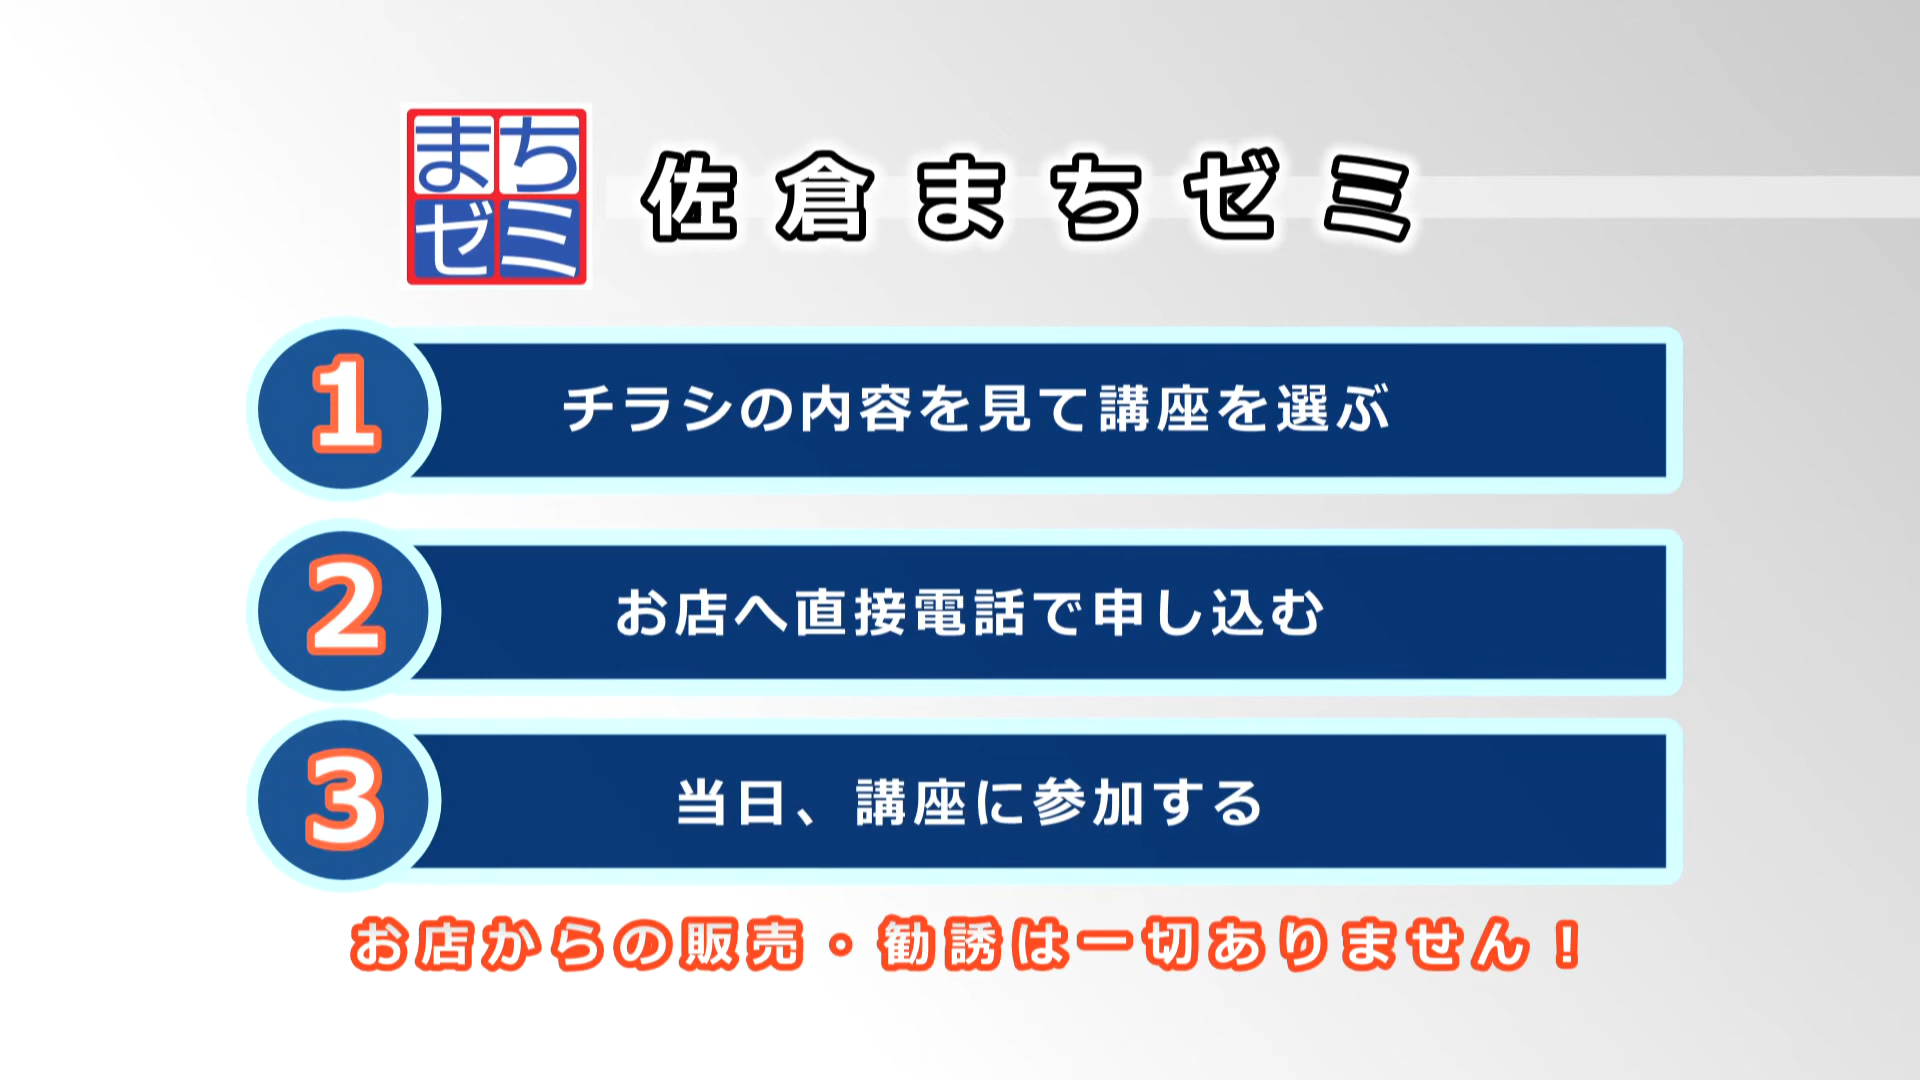 まち
ゼミ
佐倉まちゼミ
1
チラシの内容を見て講座を選ぶ
2
お店へ直接電話で申し込む
3
当日、講座に参加する
お店からの販売・勧誘は一切ありません！